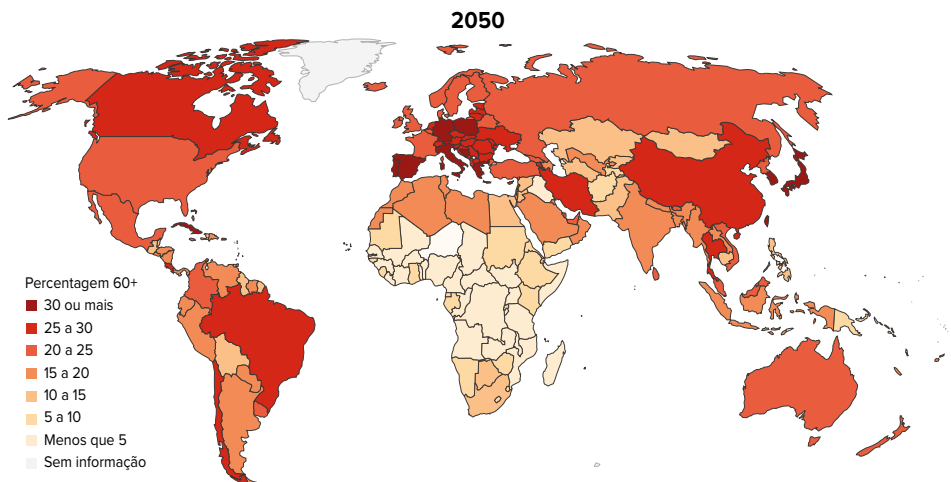 2050
Percentagem 60+
30 ou mais
25 a 30
20 a 25
15 a 20
10 a 15
5 a 10
Menos que 5
Sem informação